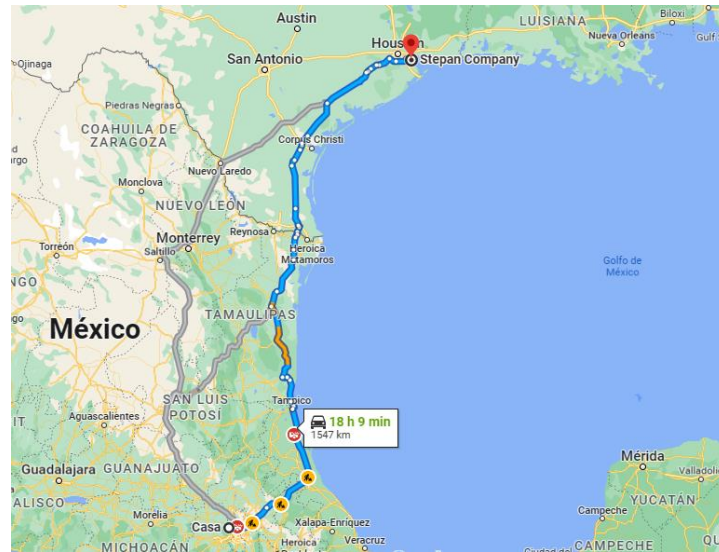 Austin
LOUISIANA
Biloxi
Ojinaga
San Antonio
Houston
Nueva Orleans
Stepan Company
Piedras Negras
COAHUILA DE
ZARAGOZA
Corpus Christi
Nuevo Laredo
Monclova
NUEVO LEÓN
Monterrey
Reynosa
Heroica
Matamoros
Torreón
Saltillo
Golfo de
México
México
TAMAULIPAS
SAN LUIS
POTOSÍ
Tampico
18 h 9 min
1547 km
Aguascalientes
Guadalajara
GUANAJUATO
Mérida
Valladolid
YUCATÁN
Morelia
Casa
Xalapa-Enríquez
Campeche
MICHOACÁN
Heroica
Veracruz
CAMPECHE